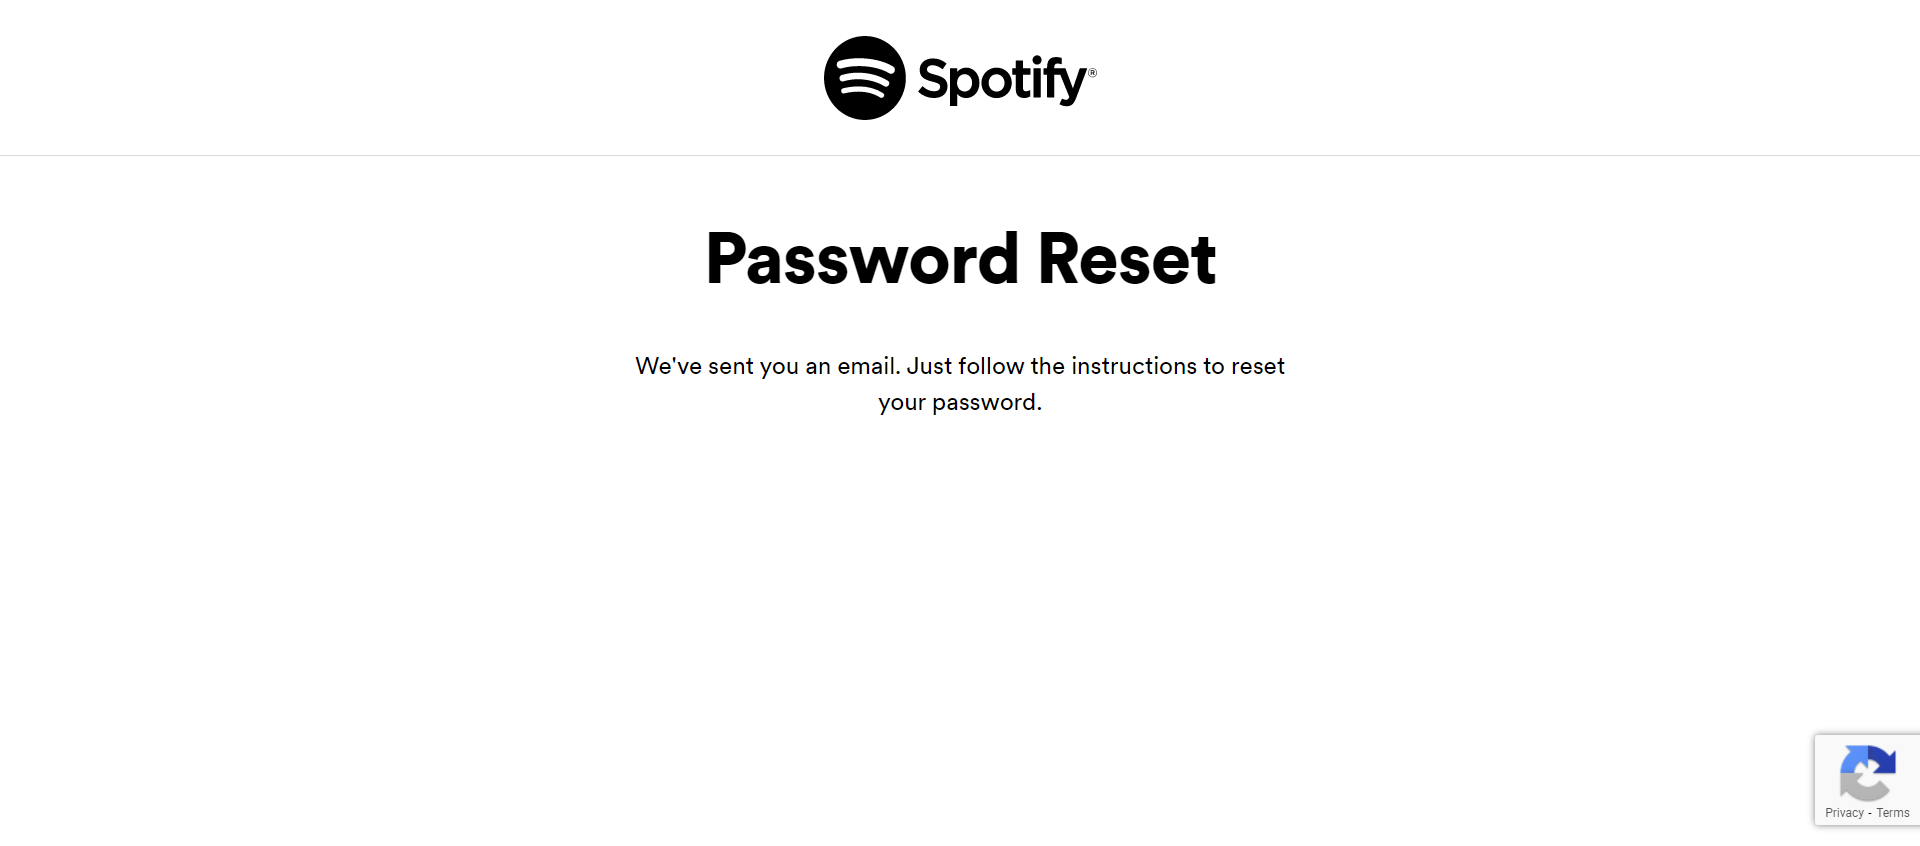 Spotify®
Password Reset
We've sent you an email. Just follow the instructions to reset
your password.
Privacy - Terms